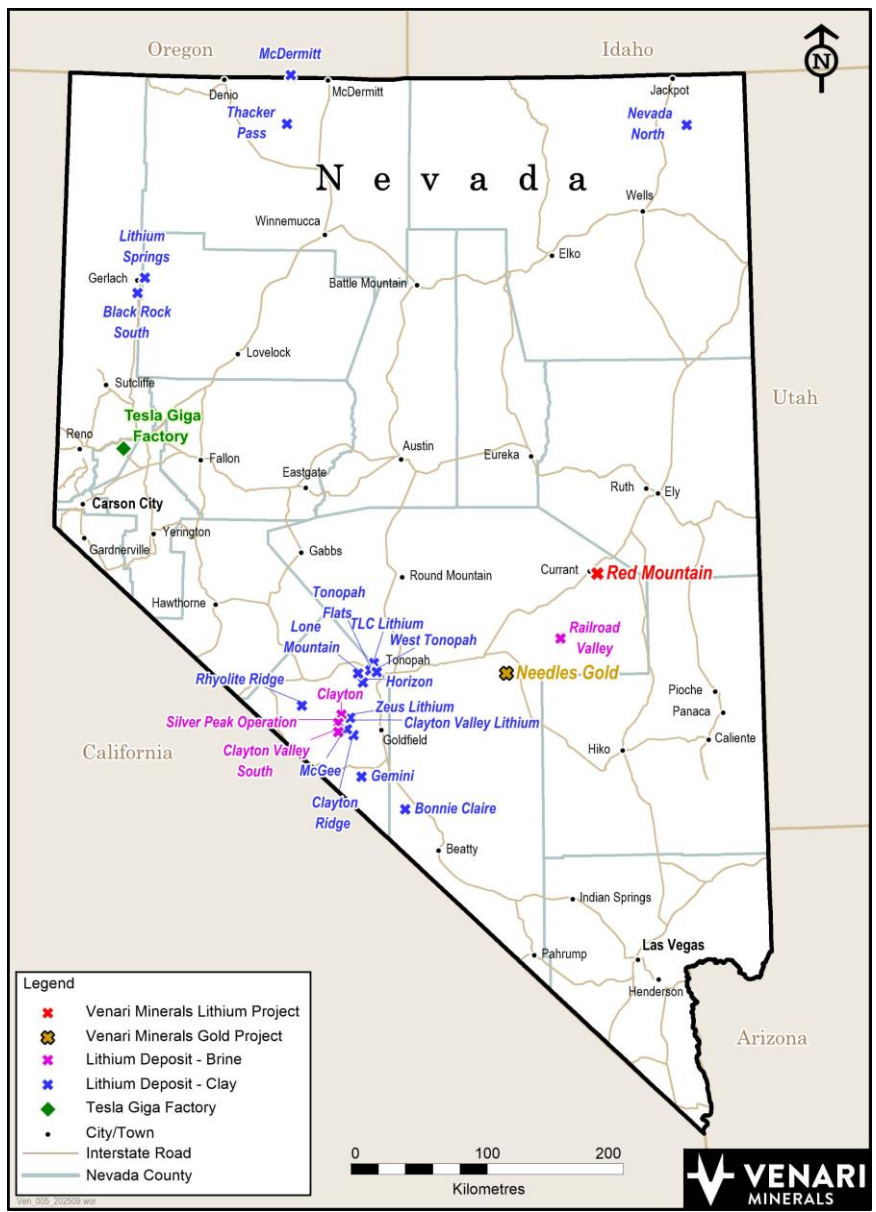 Oregon
McDermitt
Idaho
N
Denio
McDermitt
Jackpot
Thacker
Pass
Nevada
North
Nevada
Wells
Winnemucca
Lithium
Springs
Elko
Gerlach
Battle Mountain
Black Rock
South
Lovelock
Sutcliffe
Utah
Tesla Giga
Factory
Reno
Fallon
Austin
Eureka
Eastgate
Ruth
Ely
Carson City
Yerington
Gardnerville
Gabbs
Currant
Red Mountain
Round Mountain
Tonopah
Flats
Hawthorne
TLC Lithium
Lone
Mountain
West Tonopah
Railroad
Valley
Tonopah
Rhyolite Ridge
Horizon
Needles Gold
Clayton
Pioche
Zeus Lithium
Panaca
Silver Peak Operation
Clayton Valley Lithium
Goldfield
Caliente
California
Clayton Valley
South
Hiko
McGee
Gemini
Clayton
Ridge
Bonnie Claire
Beatty
Indian Springs
Las Vegas
Pahrump
Henderson
Arizona
Legend
Venari Minerals Lithium Project
Venari Minerals Gold Project
Lithium Deposit - Brine
Lithium Deposit - Clay
Tesla Giga Factory
City/Town
Interstate Road
Nevada County
0 100 200
Kilometres
VENARI
MINERALS
Ven_005_202509.wor